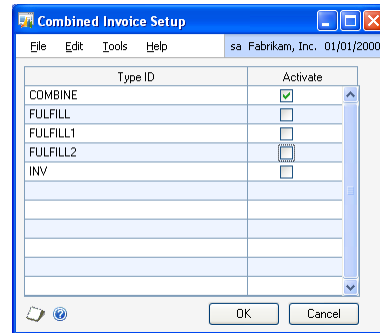 Combined Invoice Setup
File Edit Tools Help sa Fabrikam, Inc. 01/01/2000
Type ID Activate
COMBINE
FULFILL
FULFILL1
FULFILL2
INV
OK Cancel